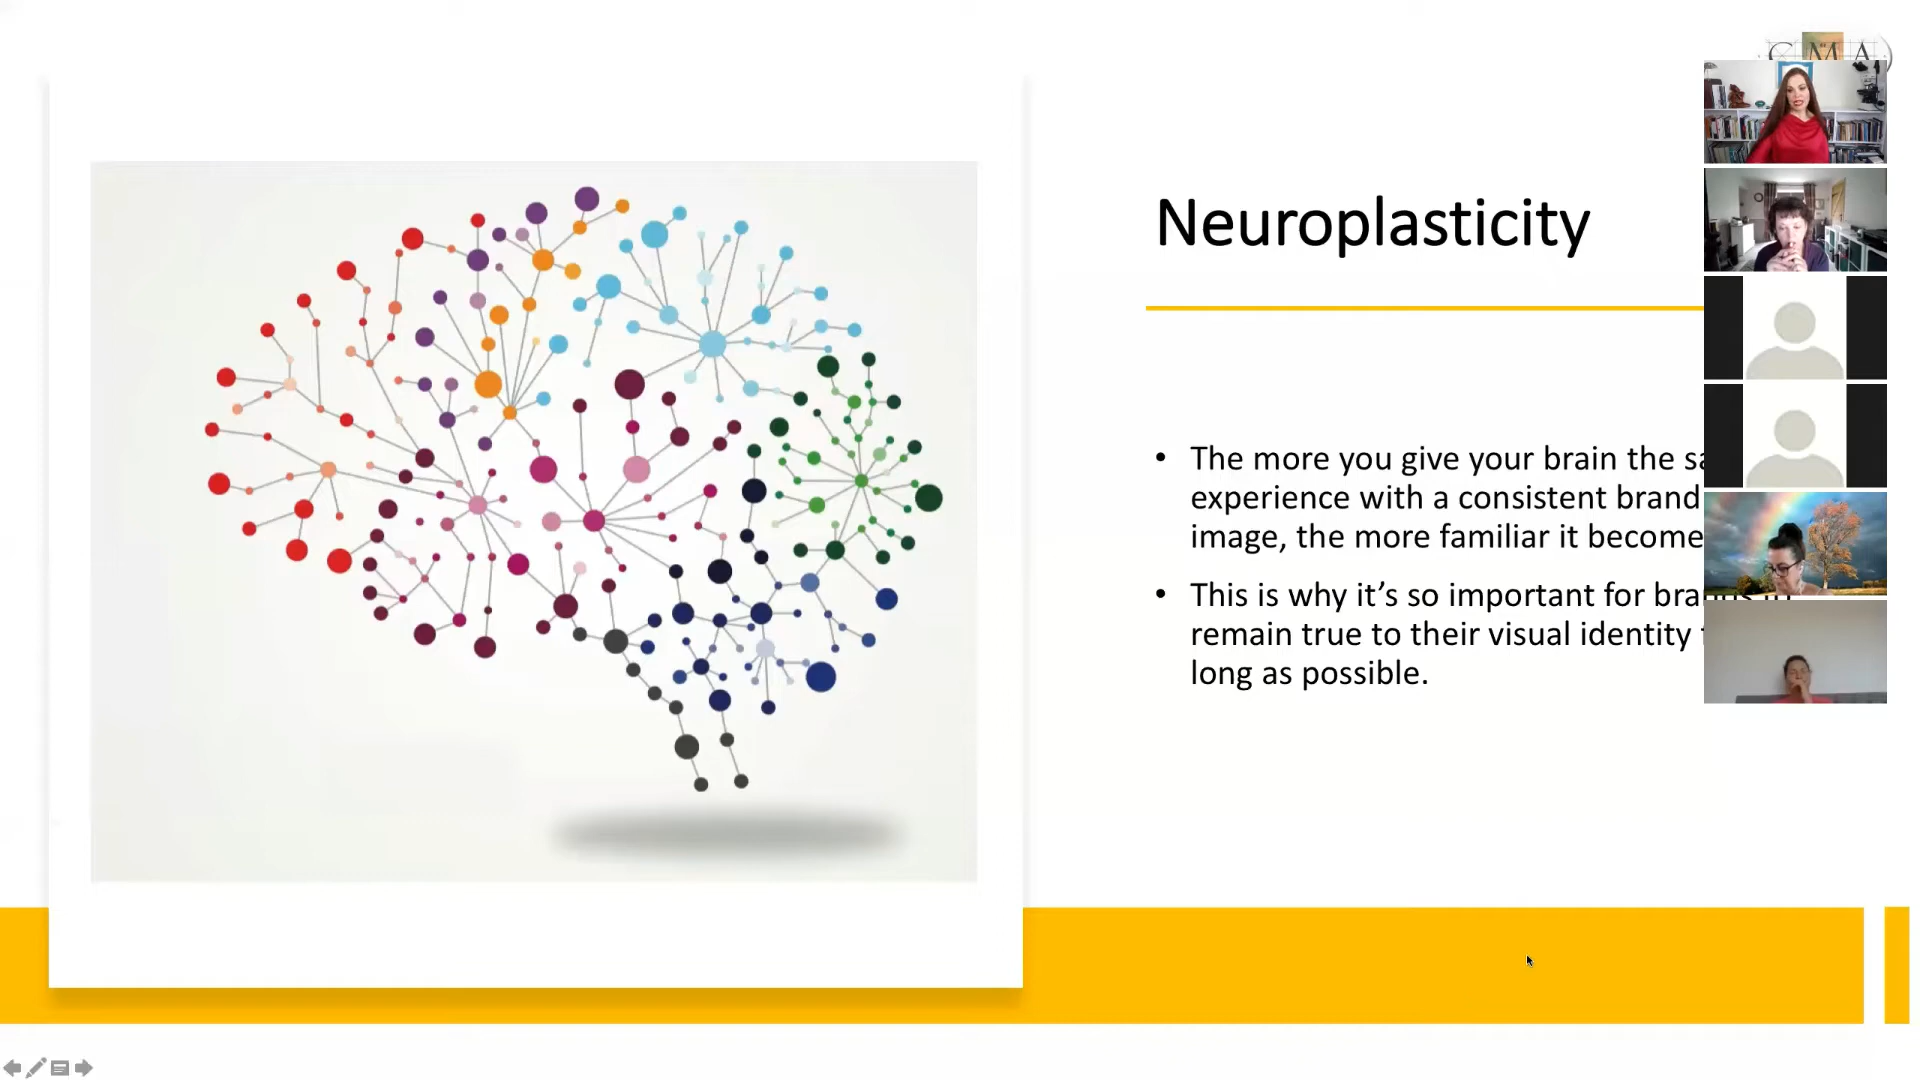 CMA
Neuroplasticity
• The more you give your brain the
experience with a consistent brand
image, the more familiar it become
• This is why it’s so important for
remain true to their visual identity
long as possible.